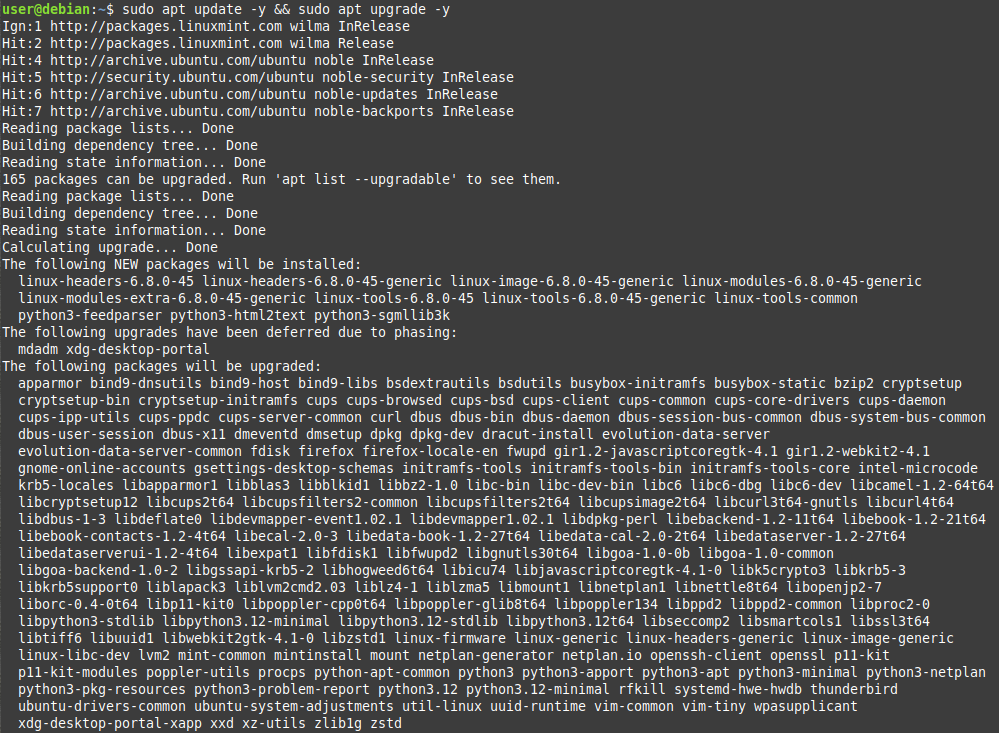 user@debian:~$ sudo apt update -y && sudo apt upgrade -y
Ign:1 http://packages.linuxmint.com wilma InRelease
Hit:2 http://packages.linuxmint.com wilma Release
Hit:4 http://archive.ubuntu.com/ubuntu noble InRelease
Hit:5 http://security.ubuntu.com/ubuntu noble-security InRelease
Hit:6 http://archive.ubuntu.com/ubuntu noble-updates InRelease
Hit:7 http://archive.ubuntu.com/ubuntu noble-backports InRelease
Reading package lists... Done
Building dependency tree... Done
Reading state information... Done
165 packages can be upgraded. Run 'apt list --upgradable' to see them.
Reading package lists... Done
Building dependency tree... Done
Reading state information... Done
Calculating upgrade... Done
The following NEW packages will be installed:
  linux-headers-6.8.0-45 linux-headers-6.8.0-45-generic linux-image-6.8.0-45-generic linux-modules-6.8.0-45-generic
  linux-modules-extra-6.8.0-45-generic linux-tools-6.8.0-45 linux-tools-6.8.0-45-generic linux-tools-common
  python3-feedparser python3-html2text python3-sgmllib3k
The following upgrades have been deferred due to phasing:
  mdadm xdg-desktop-portal
The following packages will be upgraded:
  apparmor bind9-dnsutils bind9-host bind9-libs bsdextrautils bsdutils busybox-initramfs busybox-static bzip2 cryptsetup
  cryptsetup-bin cryptsetup-initramfs cups cups-browsed cups-bsd cups-client cups-common cups-core-drivers cups-daemon
  cups-ipp-utils cups-ppdc cups-server-common curl dbus dbus-bin dbus-daemon dbus-session-bus-common dbus-system-bus-common
  dbus-user-session dbus-x11 dmeventd dmsetup dpkg dpkg-dev dracut-install evolution-data-server
  evolution-data-server-common fdisk firefox firefox-locale-en fwupd gir1.2-javascriptcoregtk-4.1 gir1.2-webkit2-4.1
  gnome-online-accounts gsettings-desktop-schemas initramfs-tools initramfs-tools-bin initramfs-tools-core intel-microcode
  krb5-locales libapparmor1 libblas3 libblkid1 libbz2-1.0 libc-bin libc-dev-bin libc6 libc6-dbg libc6-dev libcamel-1.2-64t64
  libcryptsetup12 libcups2t64 libcupsfilters2-common libcupsfilters2t64 libcupsimage2t64 libcurl3t64-gnutls libcurl4t64
  libdbus-1-3 libdeflate0 libdevmapper-event1.02.1 libdevmapper1.02.1 libdpkg-perl libebackend-1.2-11t64 libebook-1.2-21t64
  libebook-contacts-1.2-4t64 libecal-2.0-3 libedata-book-1.2-27t64 libedata-cal-2.0-2t64 libedataserver-1.2-27t64
  libedataserverui-1.2-4t64 libexpat1 libfdisk1 libfwupd2 libgnutls30t64 libgoa-1.0-0b libgoa-1.0-common
  libgoa-backend-1.0-2 libgssapi-krb5-2 libhogweed6t64 libicu74 libjavascriptcoregtk-4.1-0 libk5crypto3 libkrb5-3
  libkrb5support0 liblapack3 liblvm2cmd2.03 liblz4-1 liblzma5 libmount1 libnetplan1 libnettle8t64 libopenjp2-7
  liborc-0.4-0t64 libp11-kit0 libpoppler-cpp0t64 libpoppler-glib8t64 libpoppler134 libppd2 libppd2-common libproc2-0
  libpython3-stdlib libpython3.12-minimal libpython3.12-stdlib libpython3.12t64 libseccomp2 libsmartcols1 libssl3t64
  libtiff6 libuuid1 libwebkit2gtk-4.1-0 libzstd1 linux-firmware linux-generic linux-headers-generic linux-image-generic
  linux-libc-dev lvm2 mint-common mintinstall mount netplan-generator netplan.io openssh-client openssl p11-kit
  p11-kit-modules poppler-utils procps python-apt-common python3 python3-apport python3-apt python3-minimal python3-netplan
  python3-pkg-resources python3-problem-report python3.12 python3.12-minimal rfkill systemd-hwe-hwdb thunderbird
  ubuntu-drivers-common ubuntu-system-adjustments util-linux uuid-runtime vim-common vim-tiny wpasupplicant
  xdg-desktop-portal-xapp xxd xz-utils zlib1g zstd